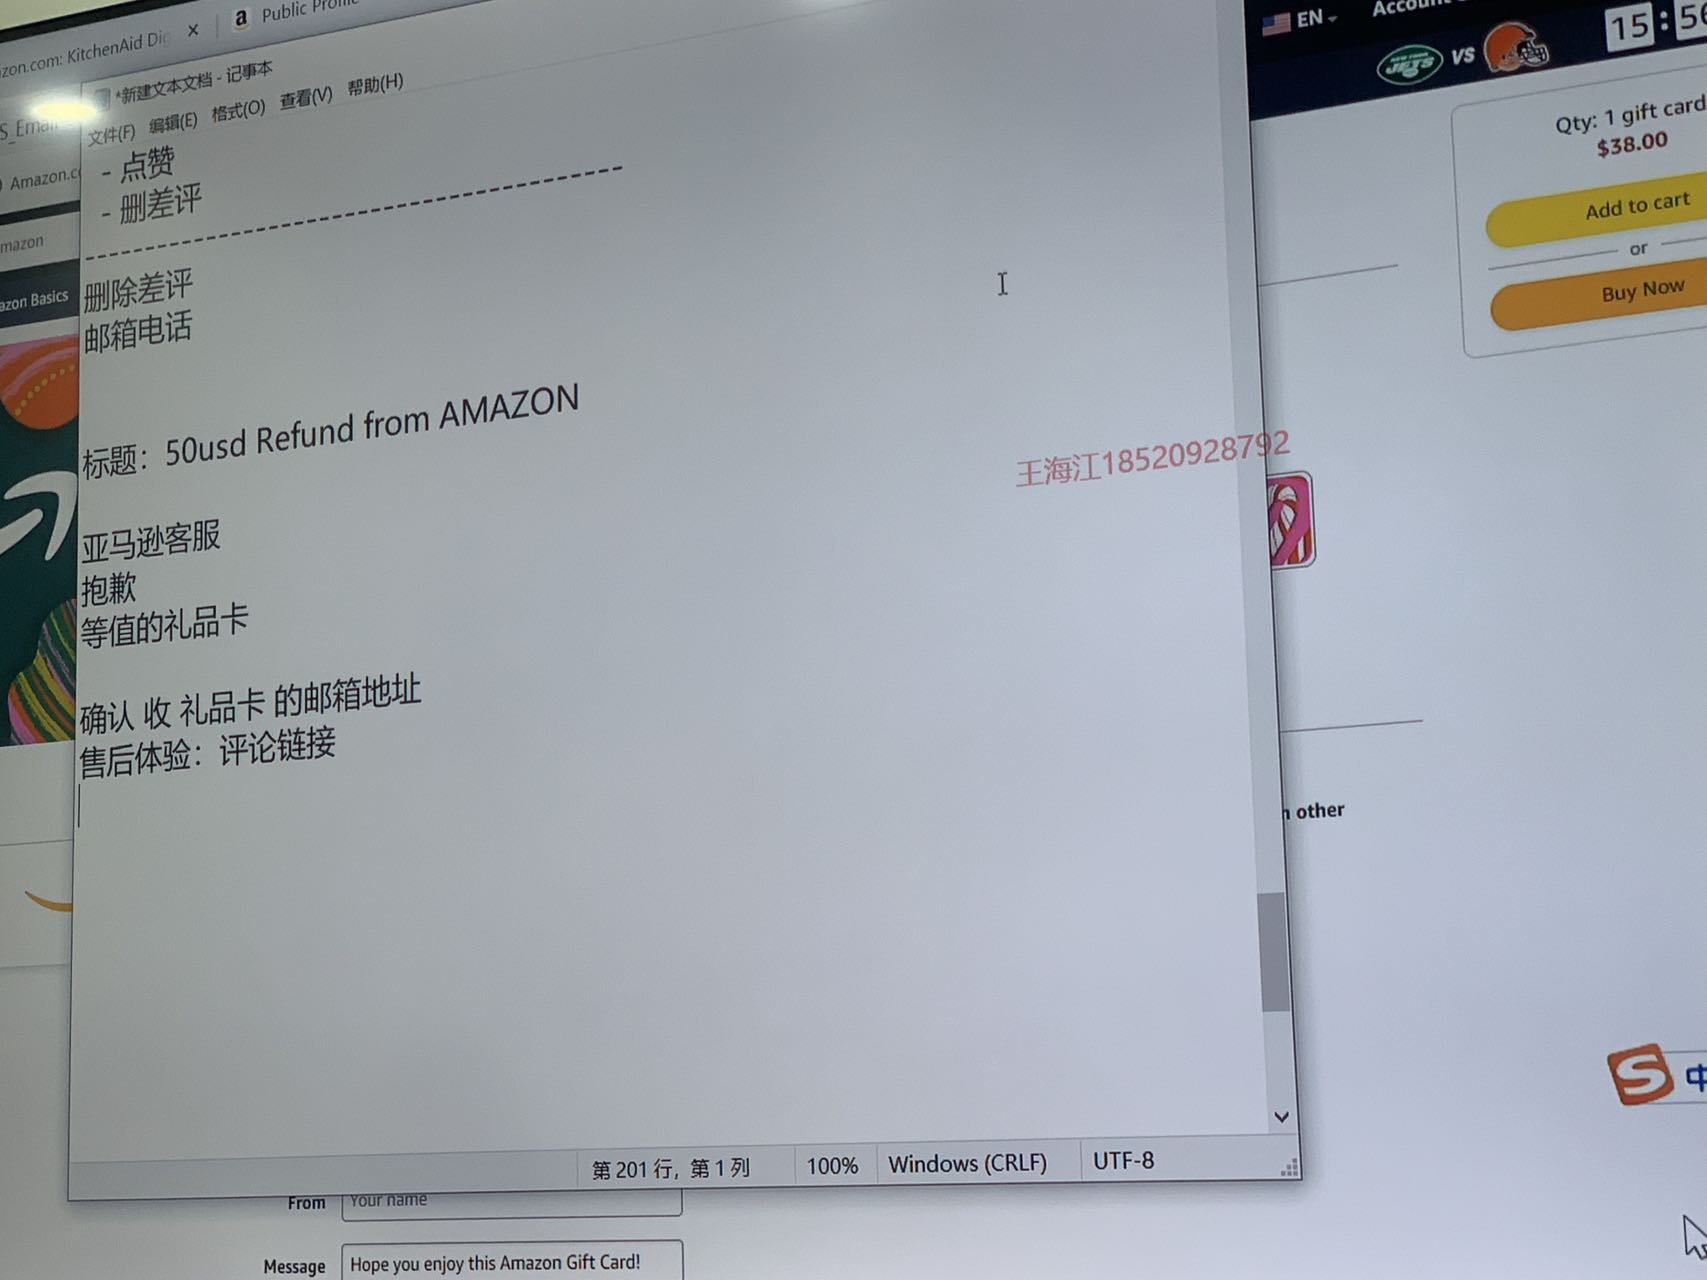 zon.com: KitchenAid Dig
Public Profile
EN
Account
JETS
VS
15:56
*新建文本文档 - 记事本
文件(F) 编辑(E) 格式(O) 查看(V) 帮助(H)
S_Email
Amazon.c
mazon
azon Basics
- 点赞
- 删差评
删除差评
邮箱电话
标题：50usd Refund from AMAZON
亚马逊客服
抱歉
等值的礼品卡
确认 收 礼品卡 的邮箱地址
售后体验：评论链接
王海江18520928792
Qty: 1 gift card
$38.00
Add to cart
or
Buy Now
n other
中
第 201 行，第 1 列 100% Windows (CRLF) UTF-8
From Your name
Message Hope you enjoy this Amazon Gift Card!